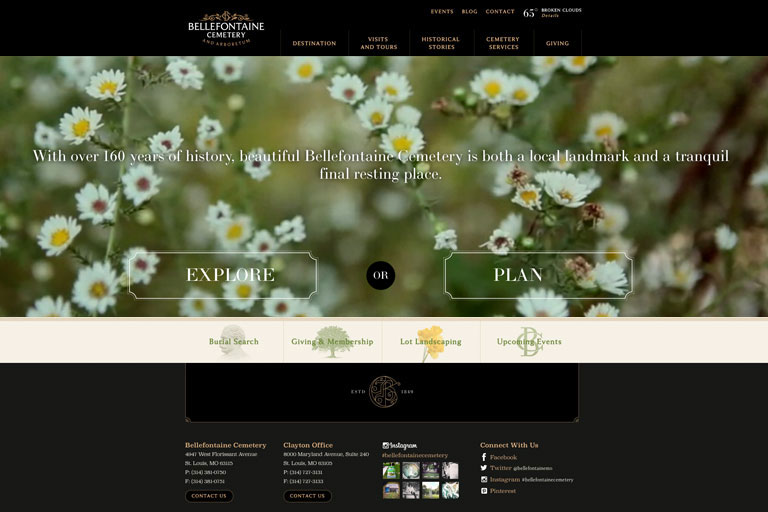 EVENTS BLOG CONTACT 65° BROKEN CLOUDS
Details
BELLEFONTAINE
CEMETERY
AND ARBORETUM
DESTINATION
VISITS
AND TOURS
HISTORICAL
STORIES
CEMETERY
SERVICES
GIVING
With over 160 years of history, beautiful Bellefontaine Cemetery is both a local landmark and a tranquil
final resting place.
EXPLORE
OR
PLAN
Burial Search
Giving & Membership
Lot Landscaping
Upcoming Events
ESTD 1849
Bellefontaine Cemetery
4947 West Florissant Avenue
St. Louis, MO 63115
P: (314) 381-0750
F: (314) 381-0751
CONTACT US
Clayton Office
8000 Maryland Avenue, Suite 240
St. Louis, MO 63105
P: (314) 727-3131
F: (314) 727-3133
CONTACT US
Instagram
#bellefontainecemetery
Connect With Us
Facebook
Twitter @bellefontainemo
Instagram #bellefontainecemetery
Pinterest